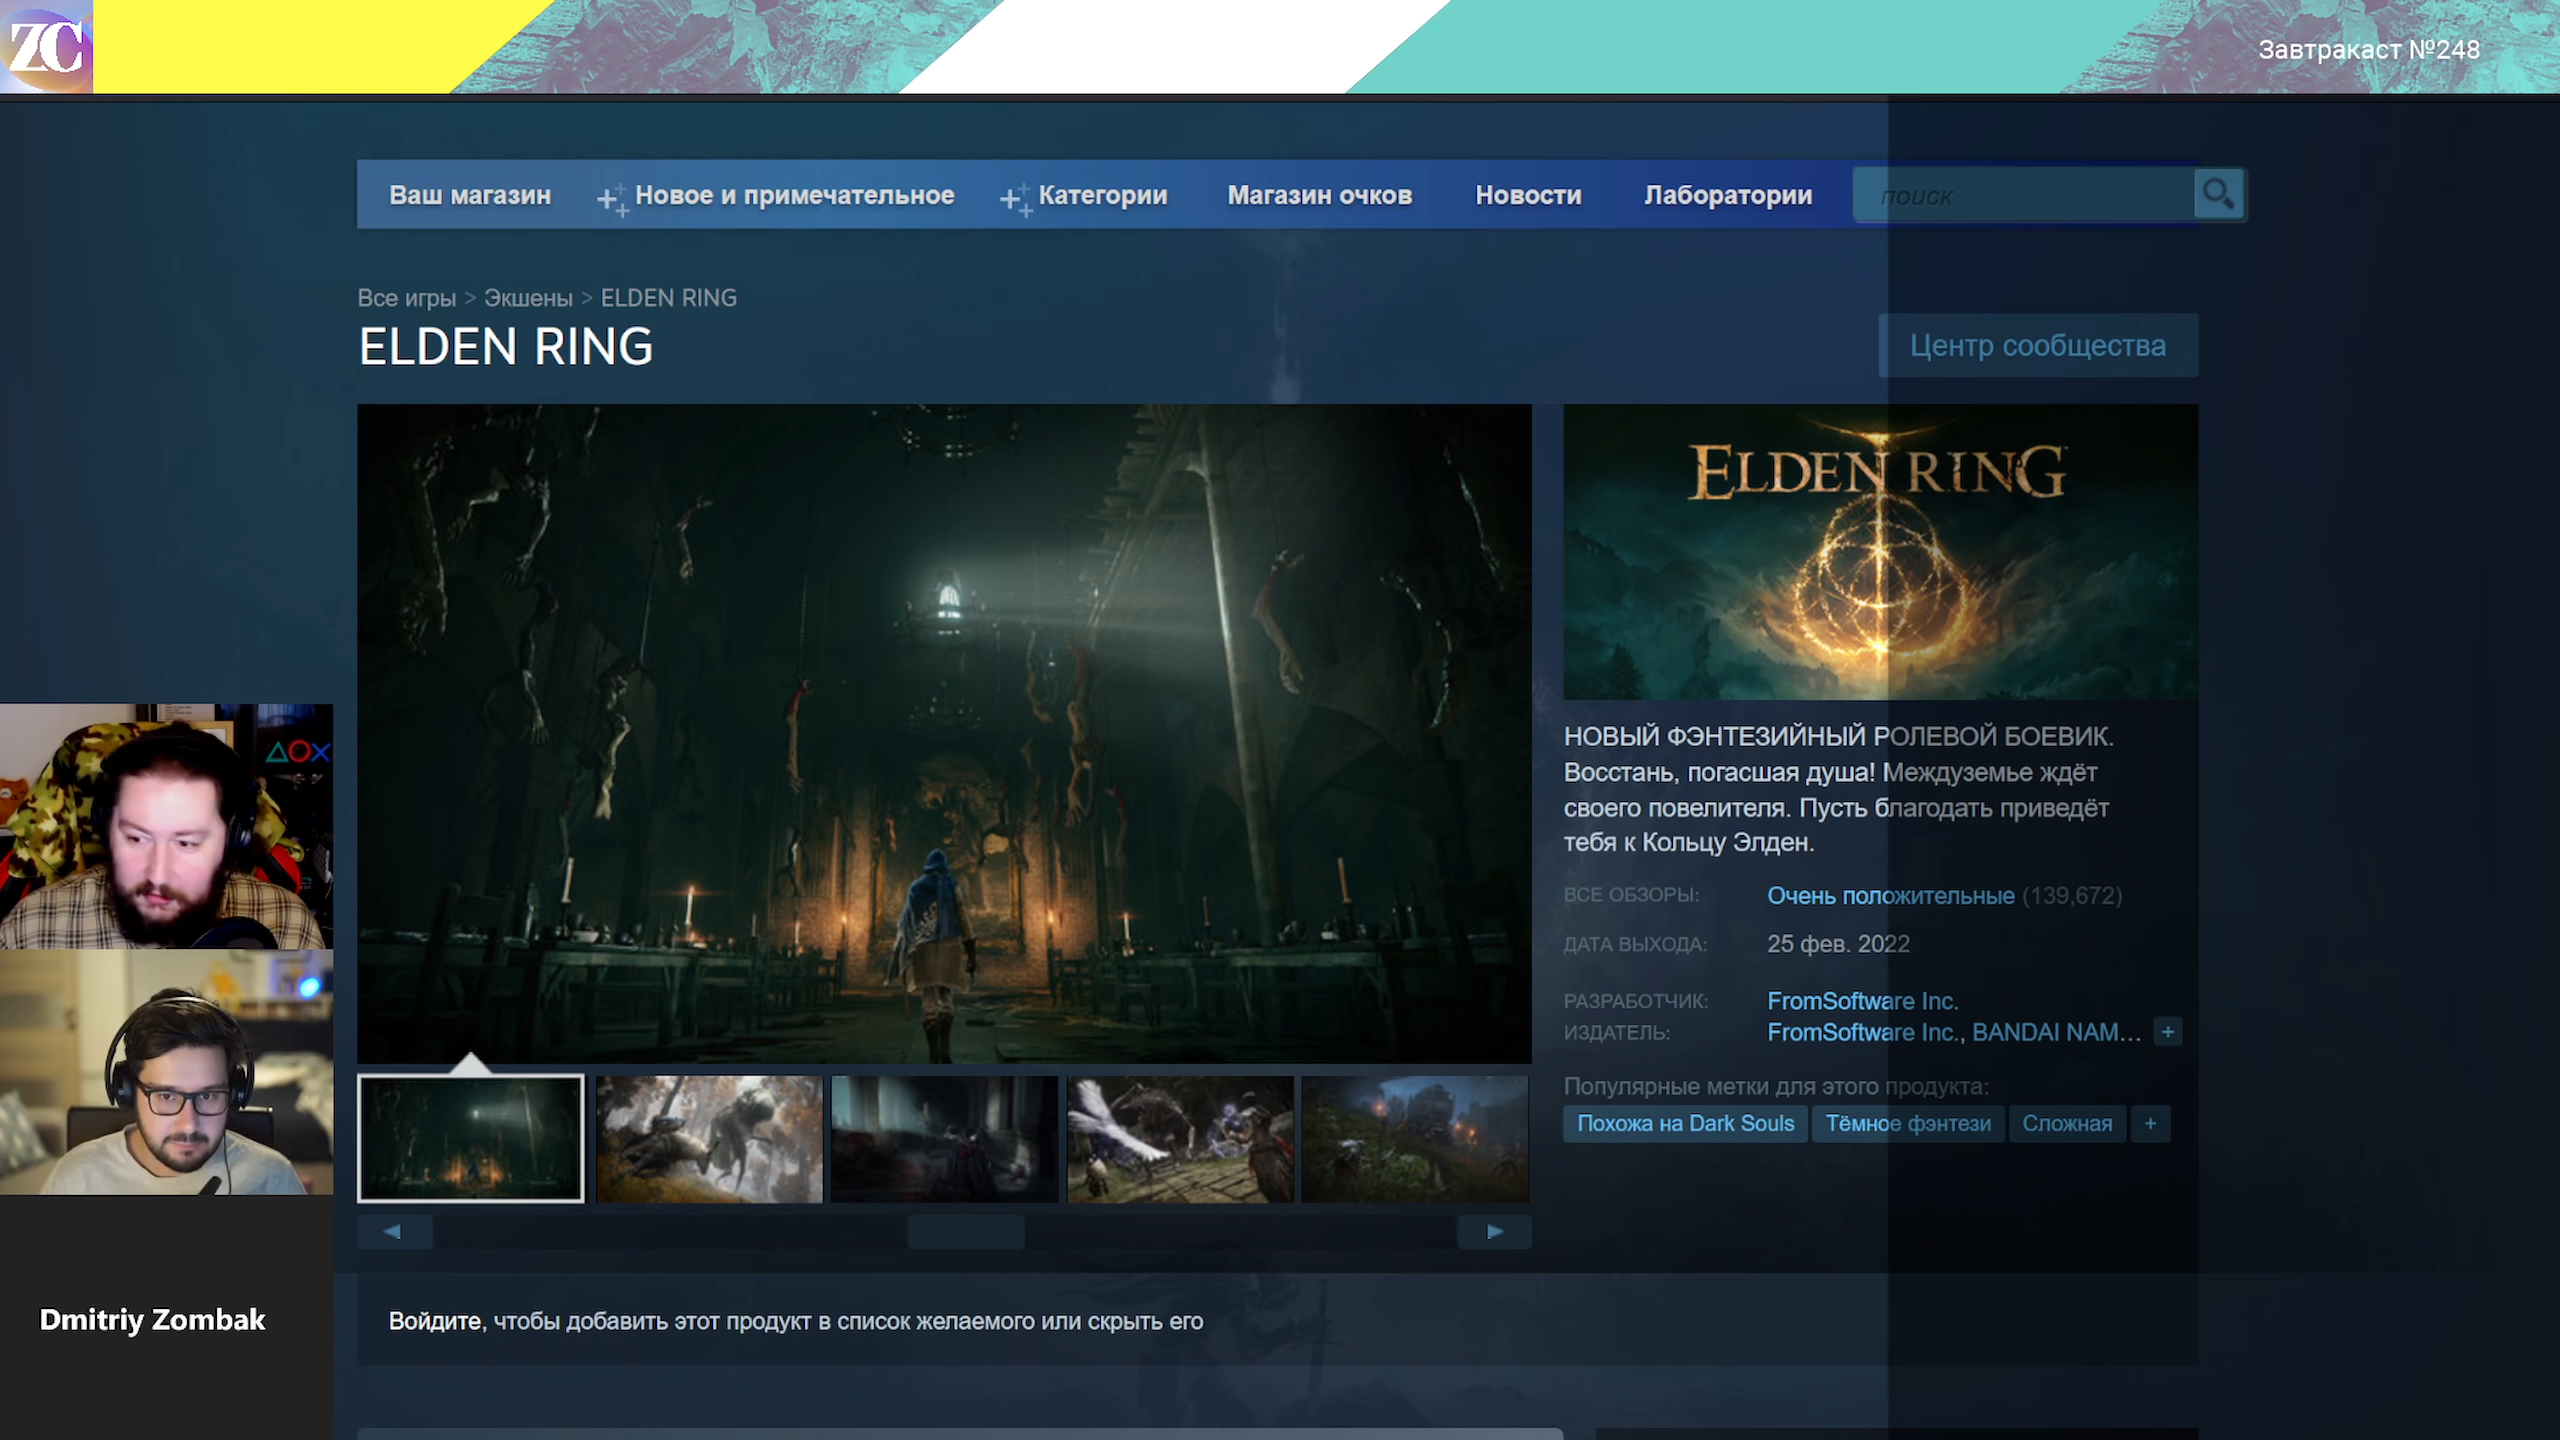 ZC
Завтракаст №248
Ваш магазин
Новое и примечательное
Категории
Магазин очков
Новости
Лаборатории
поиск
Все игры > Экшены > ELDEN RING
ELDEN RING
Центр сообщества
ELDEN RING
НОВЫЙ ФЭНТЕЗИЙНЫЙ РОЛЕВОЙ БОЕВИК.
Восстань, погасшая душа! Междуземье ждёт
своего повелителя. Пусть благодать приведёт
тебя к Кольцу Элден.
ВСЕ ОБЗОРЫ: Очень положительные (139,672)
ДАТА ВЫХОДА: 25 фев. 2022
РАЗРАБОТЧИК: FromSoftware Inc.
ИЗДАТЕЛЬ: FromSoftware Inc., BANDAI NAM... +
Популярные метки для этого продукта:
Похожа на Dark Souls Тёмное фэнтези Сложная +
Dmitriy Zombak
Войдите, чтобы добавить этот продукт в список желаемого или скрыть его